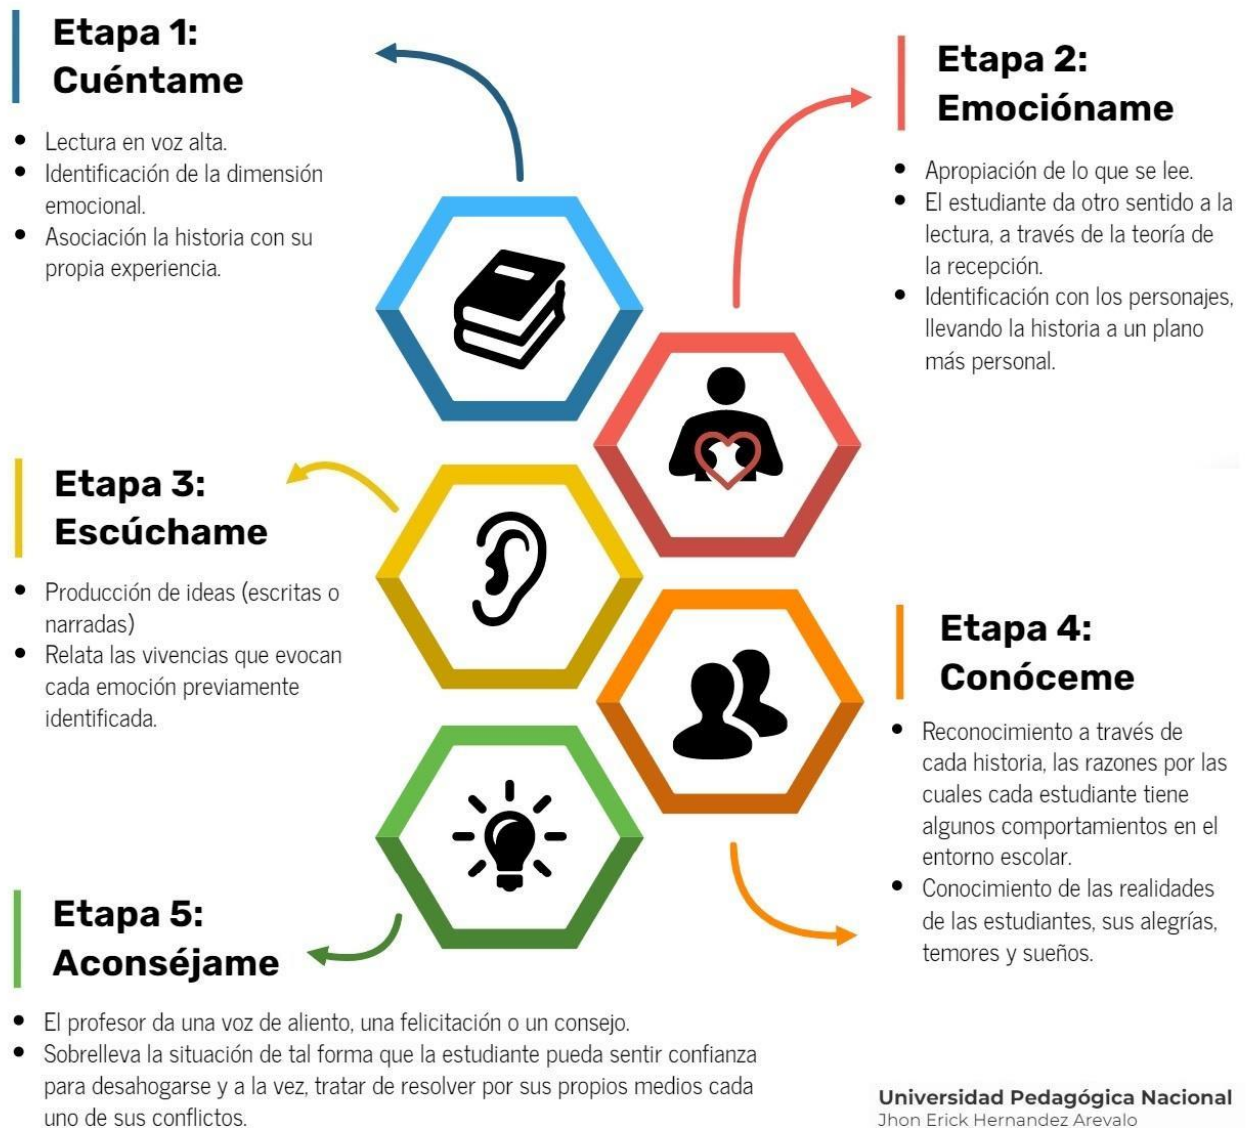 Etapa 1:
Cuéntame
• Lectura en voz alta.
• Identificación de la dimensión
emocional.
• Asociación la historia con su
propia experiencia.
Etapa 2:
Emocióname
• Apropiación de lo que se lee.
• El estudiante da otro sentido a la
lectura, a través de la teoría de
la recepción.
• Identificación con los personajes,
llevando la historia a un plano
más personal.
Etapa 3:
Escúchame
• Producción de ideas (escritas o
narradas)
• Relata las vivencias que evocan
cada emoción previamente
identificada.
Etapa 4:
Conóceme
• Reconocimiento a través de
cada historia, las razones por las
cuales cada estudiante tiene
algunos comportamientos en el
entorno escolar.
• Conocimiento de las realidades
de las estudiantes, sus alegrías,
temores y sueños.
Etapa 5:
Aconséjame
• El profesor da una voz de aliento, una felicitación o un consejo.
• Sobrelleva la situación de tal forma que la estudiante pueda sentir confianza
para desahogarse y a la vez, tratar de resolver por sus propios medios cada
uno de sus conflictos.
Universidad Pedagógica Nacional
Jhon Erick Hernandez Arevalo